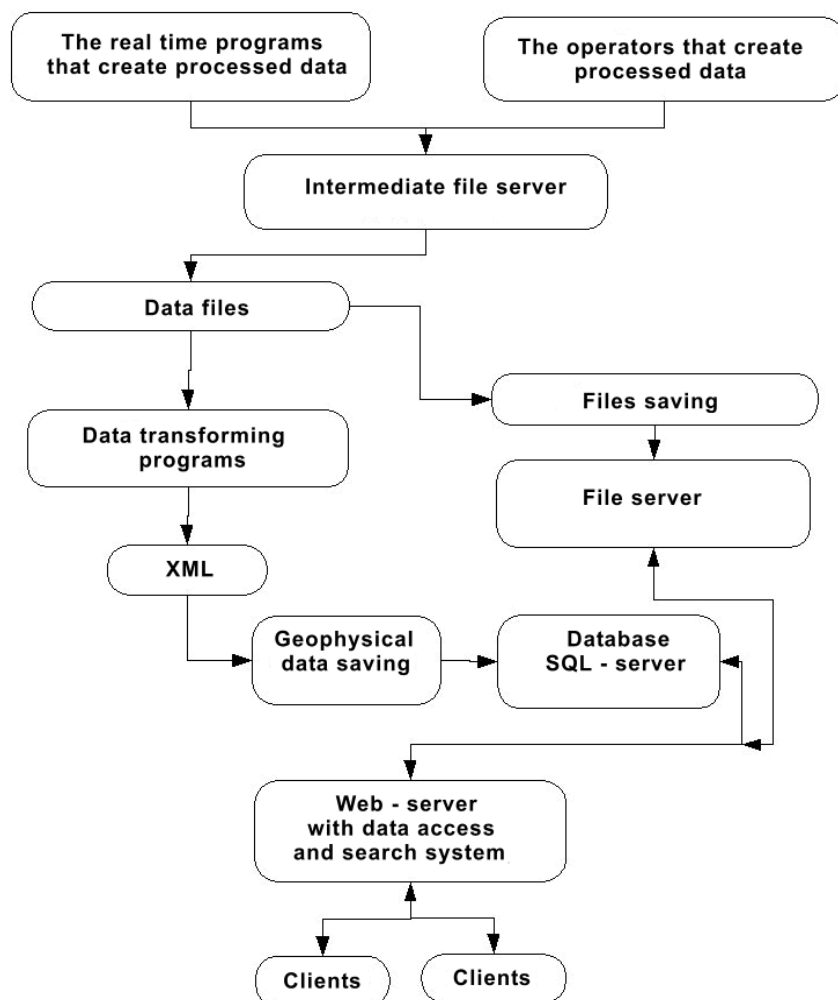 The real time programs
that create processed data
The operators that create
processed data
Intermediate file server
Data files
Files saving
Data transforming
programs
File server
XML
Geophysical
data saving
Database
SQL - server
Web - server
with data access
and search system
Clients
Clients